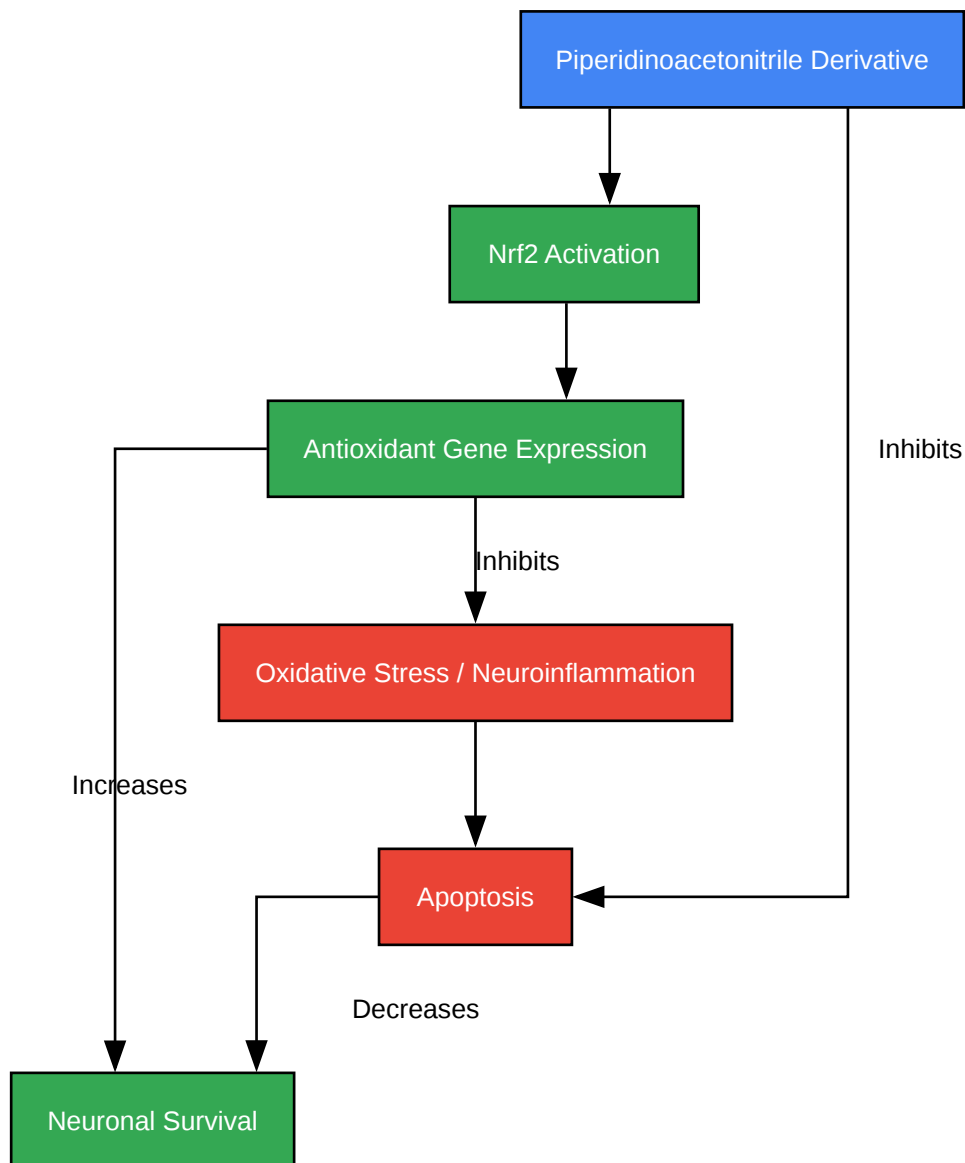 Piperidinoacetonitrile Derivative
Nrf2 Activation
Antioxidant Gene Expression
Inhibits
Inhibits
Oxidative Stress / Neuroinflammation
Increases
Apoptosis
Decreases
Neuronal Survival